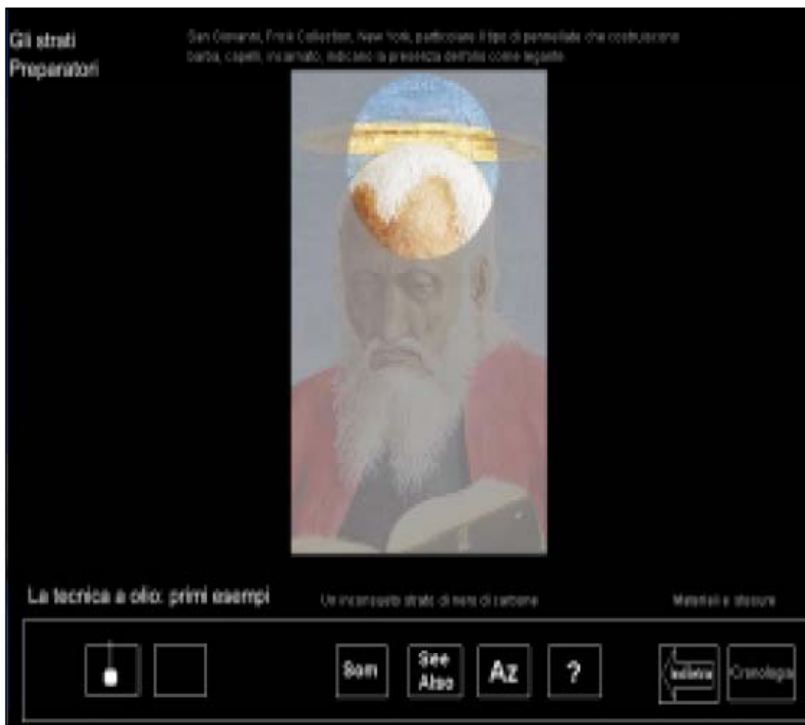 Gli strati
Preparatori
San Giovanni, Frick Collection, New York, particolare il tipo di pennellate che costruiscono
barba, capelli, incarnato, indicano la presenza dell'olio come legante
La tecnica a olio: primi esempi
Un inconsueto strato di nero di carbone
Materiali e stesure
Som
See
Also
Az
?
Indietro
Cronologia